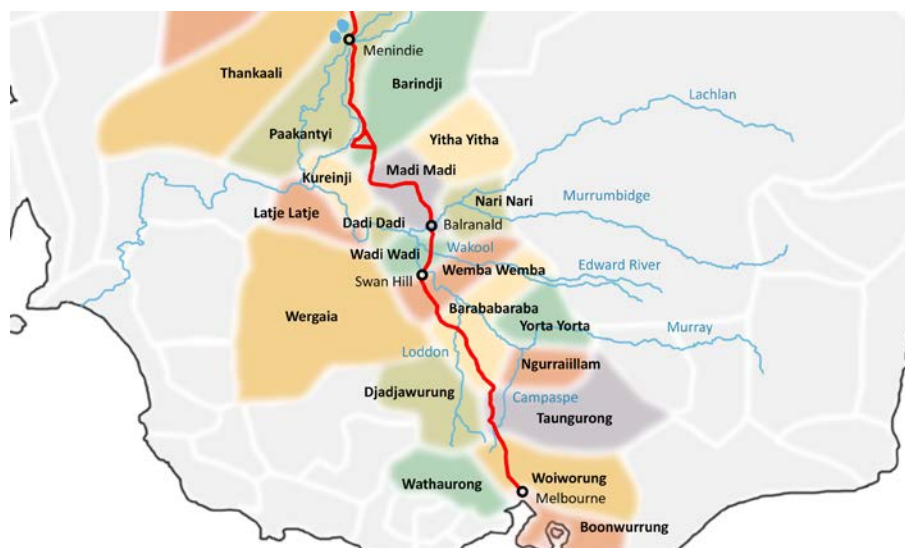 Menindie
Thankaali
Barindji
Lachlan
Paakantyi
Yitha Yitha
Madi Madi
Kureinji
Nari Nari
Murrumbidge
Latje Latje
Dadi Dadi
Balranald
Wadi Wadi
Wakool
Edward River
Wemba Wemba
Swan Hill
Barababaraba
Wergaia
Yorta Yorta
Murray
Loddon
Ngurraiillam
Djadjawurung
Campaspe
Taungurong
Wathaurong
Woiworung
Melbourne
Boonwurrung